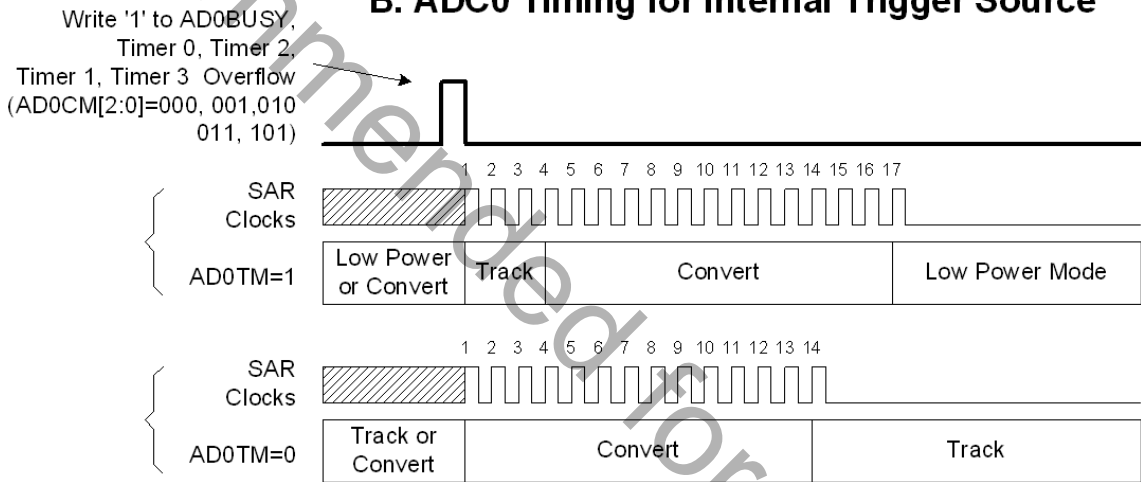 B. ADC0 Timing for Internal Trigger Source
Write '1' to AD0BUSY,
Timer 0, Timer 2,
Timer 1, Timer 3 Overflow
(AD0CM[2:0]=000, 001,010
011, 101)
1 2 3 4 5 6 7 8 9 10 11 12 13 14 15 16 17
SAR
Clocks
AD0TM=1
Low Power
or Convert
Track
Convert
Low Power Mode
1 2 3 4 5 6 7 8 9 10 11 12 13 14
SAR
Clocks
AD0TM=0
Track or
Convert
Convert
Track
mmended for